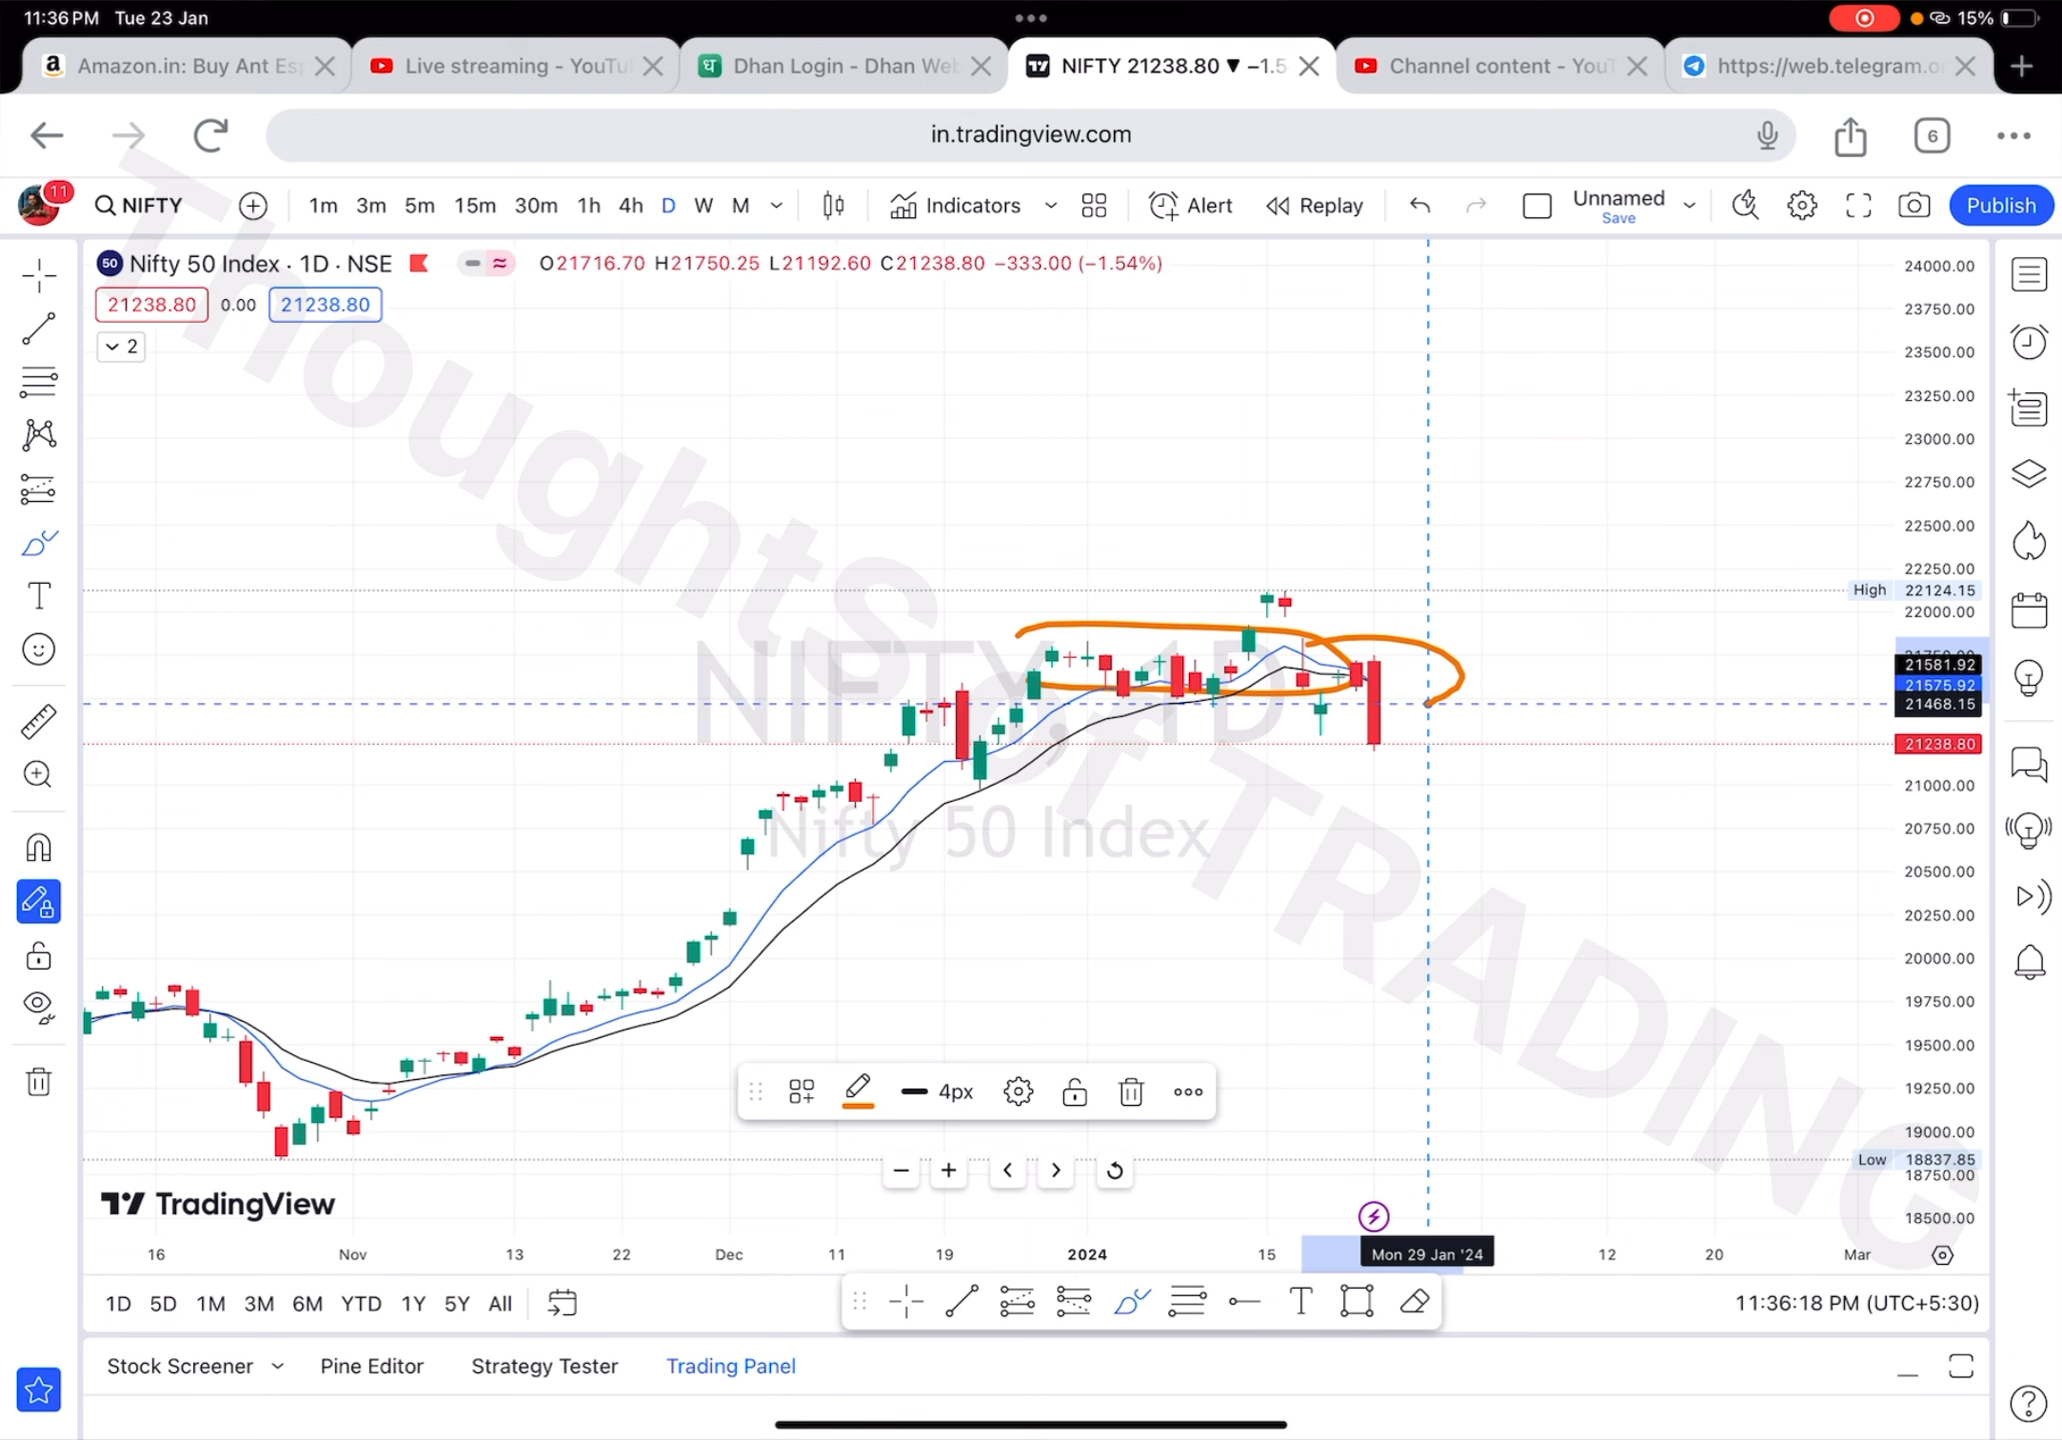 11:36 PM Tue 23 Jan
15%
Amazon.in: Buy Ant Es
Live streaming - YouTu
Dhan Login - Dhan Web
NIFTY 21238.80 ▼ −1.5
Channel content - YouT
https://web.telegram.o
in.tradingview.com
6
11
NIFTY
1m 3m 5m 15m 30m 1h 4h D W M
Indicators
Alert
Replay
Unnamed
Save
Publish
50 Nifty 50 Index · 1D · NSE
O21716.70 H21750.25 L21192.60 C21238.80 −333.00 (−1.54%)
21238.80 0.00 21238.80
2
ThoughtS of TRADING
NIFTY, 1D
Nifty 50 Index
24000.00
23750.00
23500.00
23250.00
23000.00
22750.00
22500.00
22250.00
High 22124.15
22000.00
21750.00
21581.92
21575.92
21468.15
21238.80
21000.00
20750.00
20500.00
20250.00
20000.00
19750.00
19500.00
19250.00
19000.00
Low 18837.85
18750.00
18500.00
4px
TradingView
16 Nov 13 22 Dec 11 19 2024 15 Mon 29 Jan '24 12 20 Mar
1D 5D 1M 3M 6M YTD 1Y 5Y All
11:36:18 PM (UTC+5:30)
Stock Screener Pine Editor Strategy Tester Trading Panel